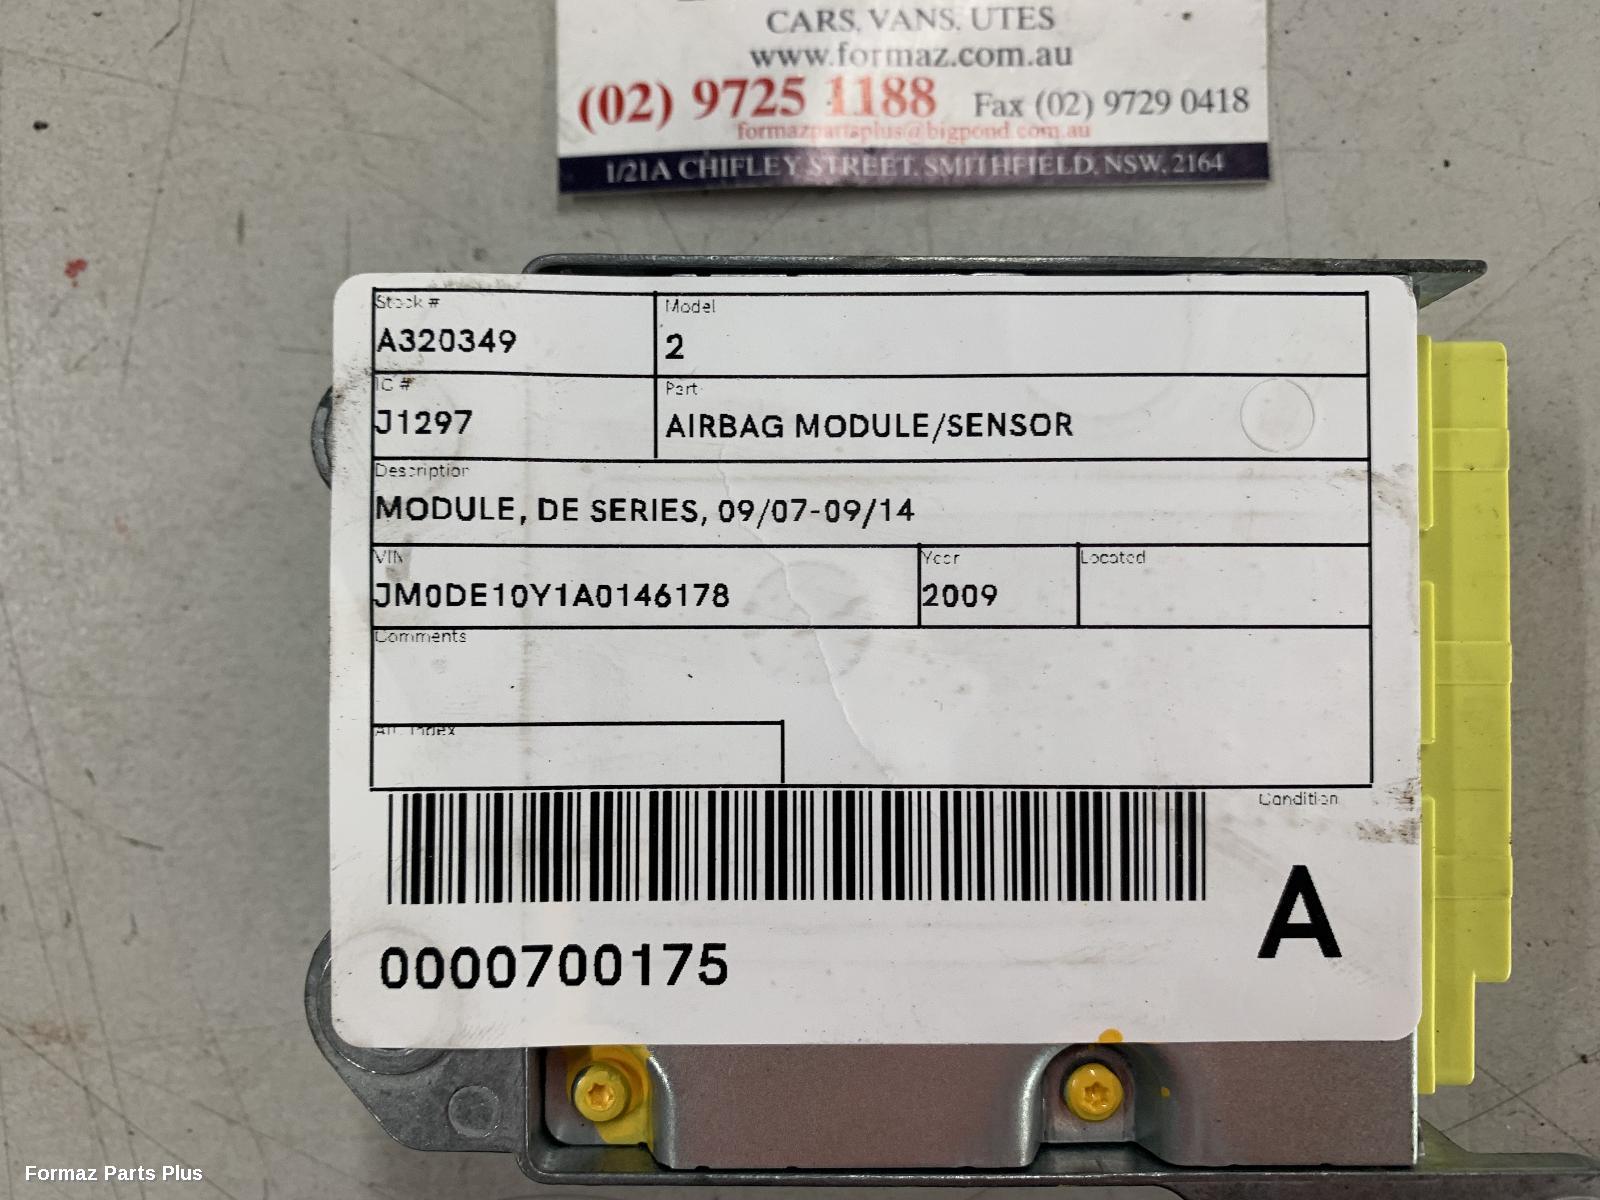 CARS, VANS, UTES
www.formaz.com.au
(02) 9725 1188 Fax (02) 9729 0418
formazpartsplus@bigpond.com.au
1/21A CHIFLEY STREET, SMITHFIELD, NSW, 2164
Stock # Model
A320349 2
IC # Part
J1297 AIRBAG MODULE/SENSOR
Description
MODULE, DE SERIES, 09/07-09/14
VIN Year Located
JM0DE10Y1A0146178 2009
Comments
Alt. Index
Condition
A
0000700175
Formaz Parts Plus